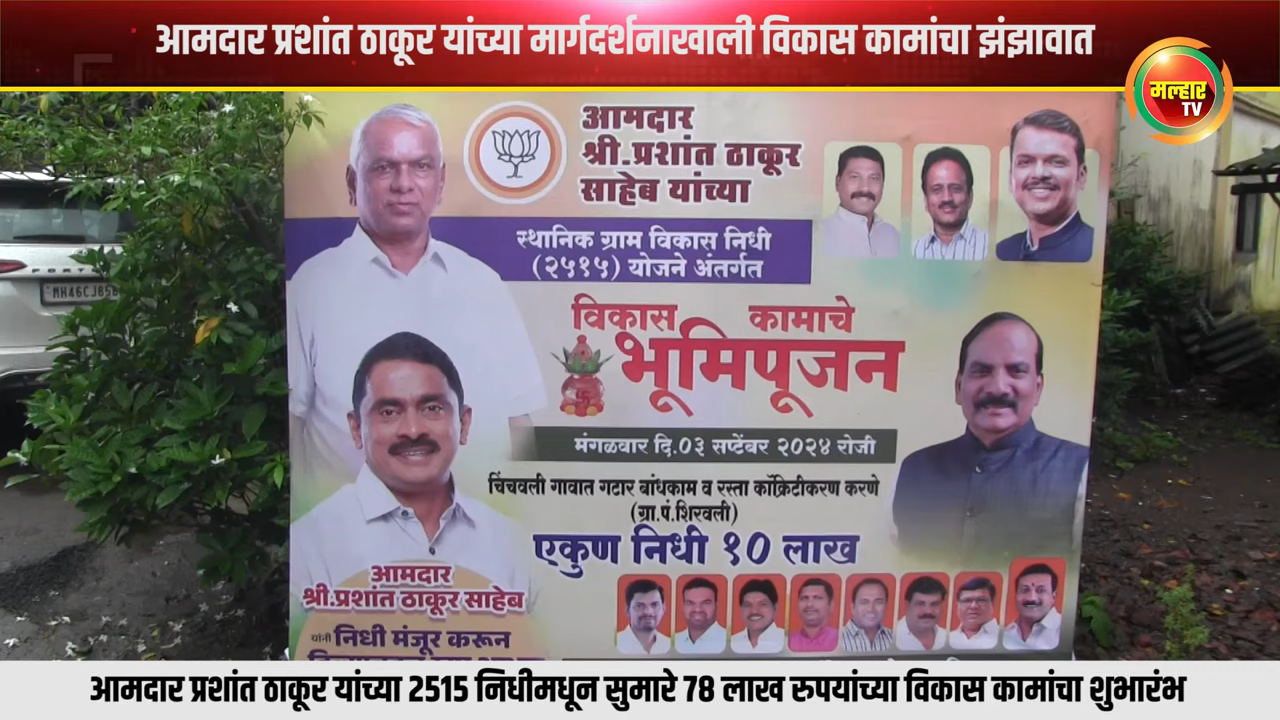 आमदार प्रशांत ठाकूर यांच्या मार्गदर्शनाखाली विकास कामांचा झंझावात
मल्हार
TV
आमदार
श्री.प्रशांत ठाकूर
साहेब यांच्या
स्थानिक ग्राम विकास निधी
(२५१५) योजने अंतर्गत
विकास कामाचे
भूमिपूजन
मंगळवार दि.०३ सप्टेंबर २०२४ रोजी
चिंचवली गावात गटार बांधकाम व रस्ता काँक्रिटीकरण करणे
(ग्रा.पं.शिरवली)
एकुण निधी १० लाख
आमदार
श्री.प्रशांत ठाकूर साहेब
यांनी निधी मंजूर करून
आमदार प्रशांत ठाकूर यांच्या 2515 निधीमधून सुमारे 78 लाख रुपयांच्या विकास कामांचा शुभारंभ